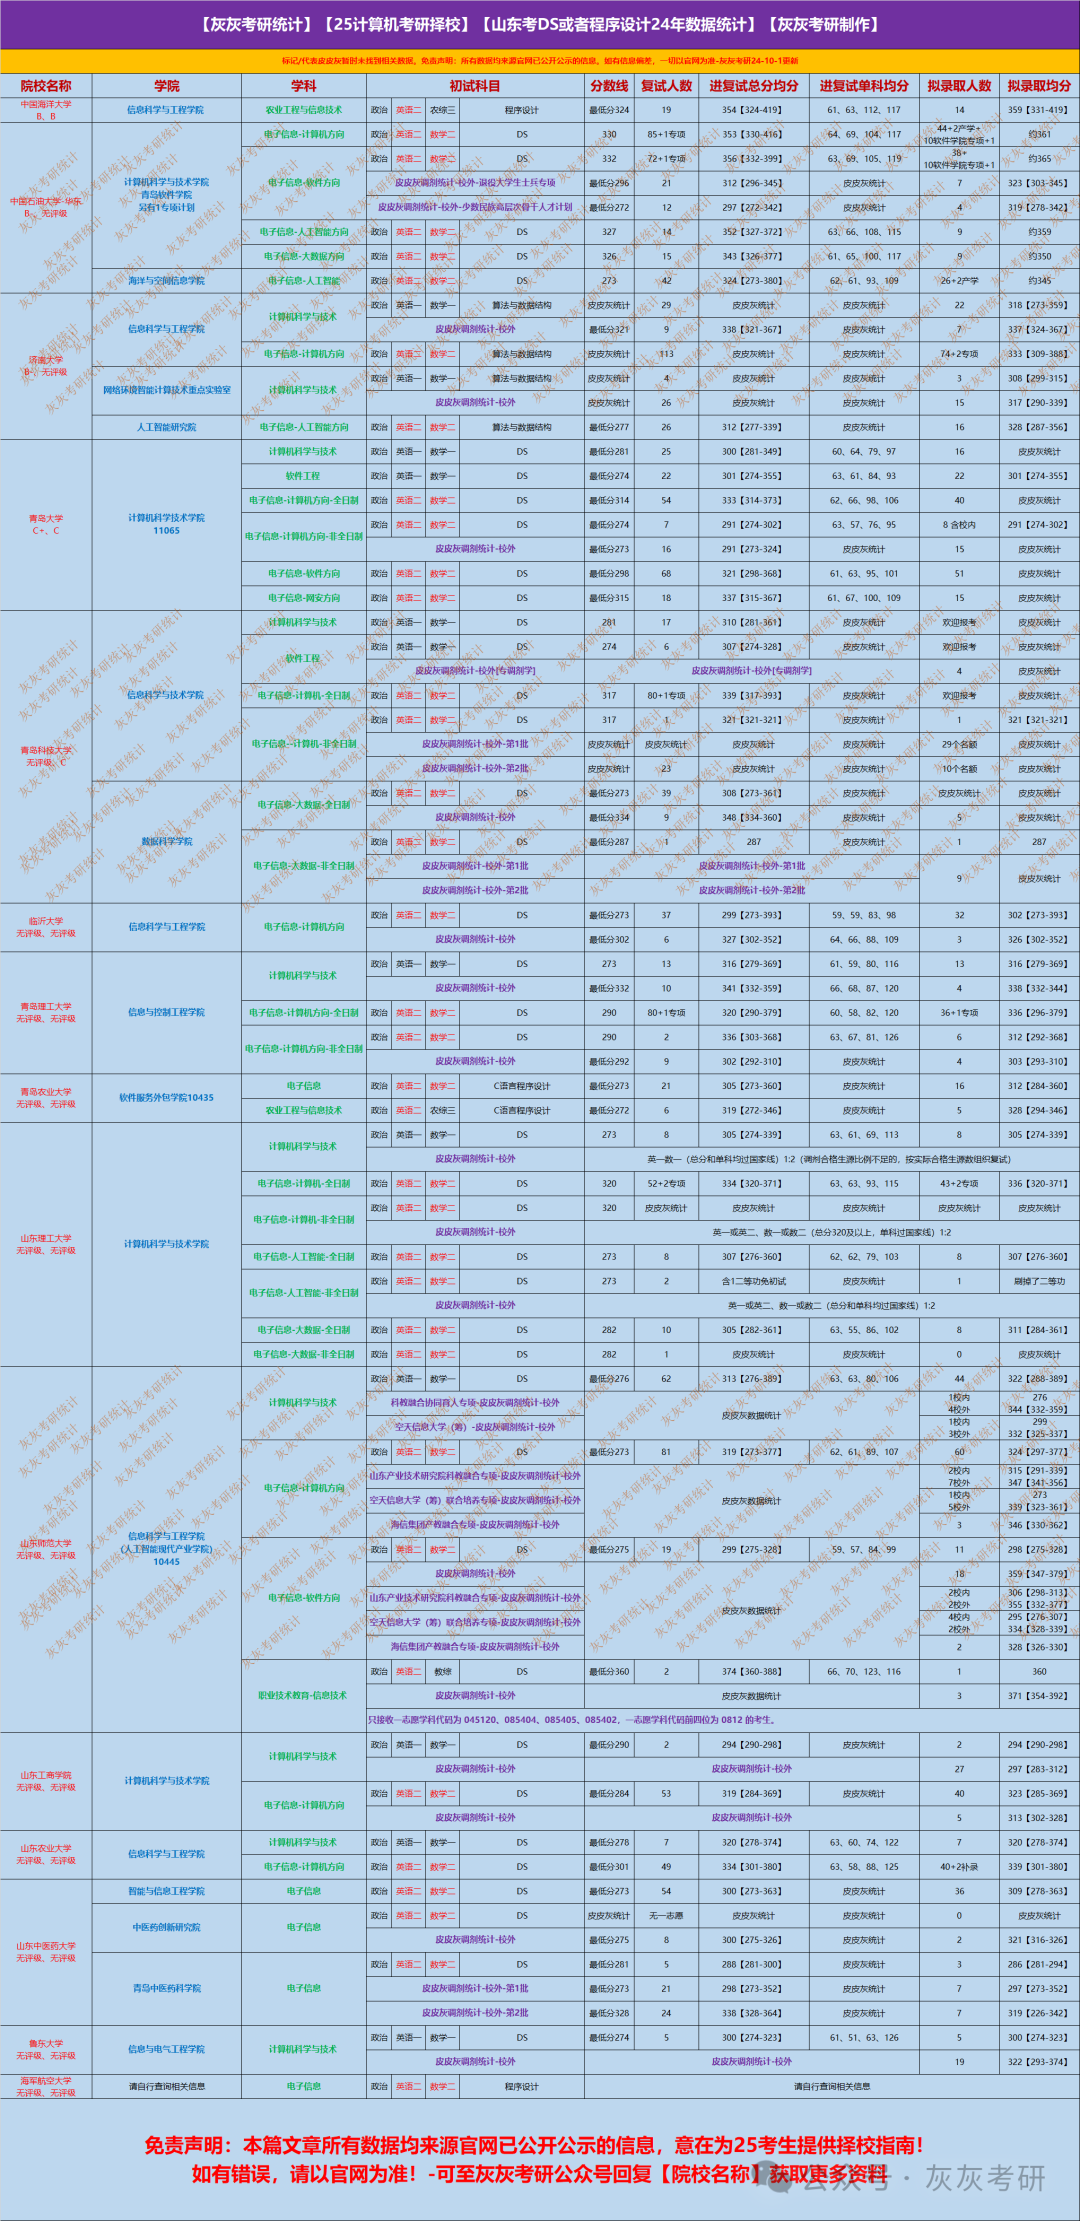 【灰灰考研统计】【25计算机考研择校】【山东考DS或者程序设计24年数据统计】【灰灰考研制作】
标记/代表皮皮灰暂时未找到相关数据，免责声明：所有数据均来源官网已公开公示的信息，如有信息偏差，一切以官网为准-灰灰考研24-10-1更新
院校名称 学院 学科 初试科目 分数线 复试人数 进复试总分均分 进复试单科均分 拟录取人数 拟录取均分
中国海洋大学 B、B 信息科学与工程学院 农业工程与信息技术 政治 英语二 农综三 程序设计 最低分324 19 354【324-419】 61、63、112、117 14 359【331-419】
中国石油大学-华东 B-、无评级 计算机科学与技术学院 青岛软件学院 另有1专项计划 电子信息-计算机方向 政治 英语二 数学二 DS 330 85+1专项 353【330-416】 64、69、104、117 44+2产学+ 10软件学院专项+1 约361
电子信息-软件方向 政治 英语二 数学二 DS 332 72+1专项 356【332-399】 63、69、105、119 38+ 10软件学院专项+1 约365
皮皮灰调剂统计-校外-退役大学生士兵专项 最低分296 21 312【296-345】 皮皮灰统计 7 323【303-345】
皮皮灰调剂统计-校外-少数民族高层次骨干人才计划 最低分272 12 297【272-342】 皮皮灰统计 4 319【278-342】
电子信息-人工智能方向 政治 英语二 数学二 DS 327 14 352【327-372】 63、66、108、115 9 约359
电子信息-大数据方向 政治 英语二 数学二 DS 326 15 343【326-377】 61、65、100、117 9 约350
海洋与空间信息学院 电子信息-人工智能 政治 英语二 数学二 DS 273 42 324【273-380】 62、61、93、109 26+2产学 约345
济南大学 B-、无评级 信息科学与工程学院 计算机科学与技术 政治 英语一 数学一 算法与数据结构 皮皮灰统计 29 皮皮灰统计 皮皮灰统计 22 318【273-359】
皮皮灰调剂统计-校外 最低分321 9 338【321-367】 皮皮灰统计 7 337【324-367】
电子信息-计算机方向 政治 英语二 数学二 算法与数据结构 皮皮灰统计 113 皮皮灰统计 皮皮灰统计 74+2专项 333【309-388】
网络环境智能计算技术重点实验室 计算机科学与技术 政治 英语一 数学一 算法与数据结构 皮皮灰统计 4 皮皮灰统计 皮皮灰统计 3 308【299-315】
皮皮灰调剂统计-校外 皮皮灰统计 26 皮皮灰统计 皮皮灰统计 15 317【290-339】
人工智能研究院 电子信息-人工智能方向 政治 英语二 数学二 算法与数据结构 最低分277 26 312【277-339】 皮皮灰统计 16 328【287-356】
青岛大学 C+、C 计算机科学技术学院 11065 计算机科学与技术 政治 英语一 数学一 DS 最低分281 25 300【281-349】 60、64、79、97 16 皮皮灰统计
软件工程 政治 英语一 数学一 DS 最低分274 22 301【274-355】 63、61、84、93 22 301【274-355】
电子信息-计算机方向-全日制 政治 英语二 数学二 DS 最低分314 54 333【314-373】 62、66、98、106 40 皮皮灰统计
电子信息-计算机方向-非全日制 政治 英语二 数学二 DS 最低分274 7 291【274-302】 63、57、76、95 8 含校内 291【274-302】
皮皮灰调剂统计-校外 最低分273 16 291【273-324】 皮皮灰统计 15 皮皮灰统计
电子信息-软件方向 政治 英语二 数学二 DS 最低分298 68 321【298-368】 61、63、95、101 51 皮皮灰统计
电子信息-网安方向 政治 英语二 数学二 DS 最低分315 18 337【315-367】 61、67、100、109 15 皮皮灰统计
青岛科技大学 无评级、C 信息科学与技术学院 计算机科学与技术 政治 英语一 数学一 DS 281 17 310【281-361】 皮皮灰统计 欢迎报考 皮皮灰统计
软件工程 政治 英语一 数学一 DS 274 6 307【274-328】 皮皮灰统计 欢迎报考 皮皮灰统计
皮皮灰调剂统计-校外[专调剂学] 皮皮灰调剂统计-校外[专调剂学] 4 皮皮灰统计
电子信息-计算机-全日制 政治 英语二 数学二 DS 317 80+1专项 339【317-393】 皮皮灰统计 欢迎报考 皮皮灰统计
电子信息--计算机-非全日制 政治 英语二 数学二 DS 317 1 321【321-321】 皮皮灰统计 1 321【321-321】
皮皮灰调剂统计-校外-第1批 皮皮灰统计 皮皮灰统计 皮皮灰统计 皮皮灰统计 29个名额 皮皮灰统计
皮皮灰调剂统计-校外-第2批 皮皮灰统计 23 皮皮灰统计 皮皮灰统计 10个名额 皮皮灰统计
数据科学学院 电子信息-大数据-全日制 政治 英语二 数学二 DS 最低分273 39 308【273-361】 皮皮灰统计 皮皮灰统计 皮皮灰统计
皮皮灰调剂统计-校外 最低分334 9 348【334-360】 皮皮灰统计 5 皮皮灰统计
电子信息-大数据-非全日制 政治 英语二 数学二 DS 最低分287 1 287 皮皮灰统计 1 287
皮皮灰调剂统计-校外-第1批 皮皮灰调剂统计-校外-第1批 9 皮皮灰统计
皮皮灰调剂统计-校外-第2批 皮皮灰调剂统计-校外-第2批
临沂大学 无评级、无评级 信息科学与工程学院 电子信息-计算机方向 政治 英语二 数学二 DS 最低分273 37 299【273-393】 59、59、83、98 32 302【273-393】
皮皮灰调剂统计-校外 最低分302 6 327【302-352】 64、66、88、109 3 326【302-352】
青岛理工大学 无评级、无评级 信息与控制工程学院 计算机科学与技术 政治 英语一 数学一 DS 273 13 316【279-369】 61、59、80、116 13 316【279-369】
皮皮灰调剂统计-校外 最低分332 10 341【332-359】 66、68、87、120 4 338【332-344】
电子信息-计算机方向-全日制 政治 英语二 数学二 DS 290 80+1专项 320【290-379】 60、58、82、120 36+1专项 336【296-379】
电子信息-计算机方向-非全日制 政治 英语二 数学二 DS 290 2 336【303-368】 63、67、81、126 6 312【292-368】
皮皮灰调剂统计-校外 最低分292 9 302【292-310】 皮皮灰统计 4 303【293-310】
青岛农业大学 无评级、无评级 软件服务外包学院10435 电子信息 政治 英语二 数学二 C语言程序设计 最低分273 21 305【273-360】 皮皮灰统计 16 312【284-360】
农业工程与信息技术 政治 英语二 农综三 C语言程序设计 最低分272 6 319【272-346】 皮皮灰统计 5 328【294-346】
山东理工大学 无评级、无评级 计算机科学与技术学院 计算机科学与技术 政治 英语一 数学一 DS 273 8 305【274-339】 63、61、69、113 8 305【274-339】
皮皮灰调剂统计-校外 英一数一（总分和单科均过国家线）1:2（调剂合格生源比例不足的，按实际合格生源数组织复试）
电子信息-计算机-全日制 政治 英语二 数学二 DS 320 52+2专项 334【320-371】 63、63、93、115 43+2专项 336【320-371】
电子信息-计算机-非全日制 政治 英语二 数学二 DS 320 皮皮灰统计 皮皮灰统计 皮皮灰统计 皮皮灰统计 皮皮灰统计
皮皮灰调剂统计-校外 英一或英二、数一或数二（总分320及以上，单科过国家线）1:2
电子信息-人工智能-全日制 政治 英语二 数学二 DS 273 8 307【276-360】 62、62、79、103 8 307【276-360】
电子信息-人工智能-非全日制 政治 英语二 数学二 DS 273 2 含1二等功免初试 皮皮灰统计 1 刷掉了二等功
皮皮灰调剂统计-校外 英一或英二、数一或数二（总分和单科均过国家线）1:2
电子信息-大数据-全日制 政治 英语二 数学二 DS 282 10 305【282-361】 63、55、86、102 8 311【284-361】
电子信息-大数据-非全日制 政治 英语二 数学二 DS 282 1 皮皮灰统计 皮皮灰统计 0 皮皮灰统计
山东师范大学 无评级、无评级 信息科学与工程学院 (人工智能现代产业学院) 10445 计算机科学与技术 政治 英语一 数学一 DS 最低分276 62 313【276-389】 63、63、80、106 44 322【288-389】
科教融合协同育人专项-皮皮灰调剂统计-校外 皮皮灰数据统计 1校内 276 4校外 344【332-359】
空天信息大学（筹）-皮皮灰调剂统计-校外 1校内 299 3校外 332【325-337】
电子信息-计算机方向 政治 英语二 数学二 DS 最低分273 81 319【273-377】 62、61、89、107 60 324【297-377】
山东产业技术研究院科教融合专项-皮皮灰调剂统计-校外 皮皮灰数据统计 2校内 315【291-339】 7校外 347【341-356】
空天信息大学（筹）联合培养专项-皮皮灰调剂统计-校外 1校内 273 5校外 339【323-361】
海信集团产教融合专项-皮皮灰调剂统计-校外 3 346【330-362】
电子信息-软件方向 政治 英语二 数学二 DS 最低分275 19 299【275-328】 59、57、84、99 11 298【275-328】
皮皮灰调剂统计-校外 皮皮灰数据统计 18 359【347-379】
山东产业技术研究院科教融合专项-皮皮灰调剂统计-校外 2校内 306【298-313】 2校外 355【332-377】
空天信息大学（筹）联合培养专项-皮皮灰调剂统计-校外 4校内 295【276-307】 2校外 334【328-339】
海信集团产教融合专项-皮皮灰调剂统计-校外 2 328【326-330】
职业技术教育-信息技术 政治 英语二 教综 DS 最低分360 2 374【360-388】 66、70、123、116 1 360
皮皮灰调剂统计-校外 皮皮灰数据统计 3 371【354-392】
只接收一志愿学科代码为 045120、085404、085405、085402，一志愿学科代码前四位为 0812 的考生。
山东工商学院 无评级、无评级 计算机科学与技术学院 计算机科学与技术 政治 英语一 数学一 DS 最低分290 2 294【290-298】 皮皮灰统计 2 294【290-298】
皮皮灰调剂统计-校外 皮皮灰调剂统计-校外 27 297【283-312】
电子信息-计算机方向 政治 英语二 数学二 DS 最低分284 53 319【284-369】 皮皮灰统计 40 323【285-369】
皮皮灰调剂统计-校外 皮皮灰调剂统计-校外 5 313【302-328】
山东农业大学 无评级、无评级 信息科学与工程学院 计算机科学与技术 政治 英语一 数学一 DS 最低分278 7 320【278-374】 63、60、74、122 7 320【278-374】
电子信息-计算机方向 政治 英语二 数学二 DS 最低分301 49 334【301-380】 63、58、88、125 40+2补录 339【301-380】
山东中医药大学 无评级、无评级 智能与信息工程学院 电子信息 政治 英语二 数学二 DS 最低分273 54 300【273-363】 皮皮灰统计 36 309【278-363】
中医药创新研究院 电子信息 政治 英语二 数学二 DS 皮皮灰统计 无一志愿 皮皮灰统计 皮皮灰统计 0 皮皮灰统计
皮皮灰调剂统计-校外 最低分275 8 300【275-326】 皮皮灰统计 2 321【316-326】
青岛中医药科学院 电子信息 政治 英语二 数学二 DS 最低分281 5 288【281-300】 皮皮灰统计 3 286【281-294】
皮皮灰调剂统计-校外-第1批 最低分273 21 298【273-352】 皮皮灰统计 7 297【273-352】
皮皮灰调剂统计-校外-第2批 最低分328 24 338【328-364】 皮皮灰统计 7 319【226-342】
鲁东大学 无评级、无评级 信息与电气工程学院 计算机科学与技术 政治 英语一 数学一 DS 最低分274 5 300【274-323】 61、51、63、126 5 300【274-323】
皮皮灰调剂统计-校外 皮皮灰调剂统计-校外 19 322【293-374】
海军航空大学 无评级、无评级 请自行查询相关信息 电子信息 政治 英语二 数学二 程序设计 请自行查询相关信息
免责声明：本篇文章所有数据均来源官网已公开公示的信息，意在为25考生提供择校指南！
如有错误，请以官网为准！-可至灰灰考研公众号回复【院校名称】获取更多资料
公众号 · 灰灰考研